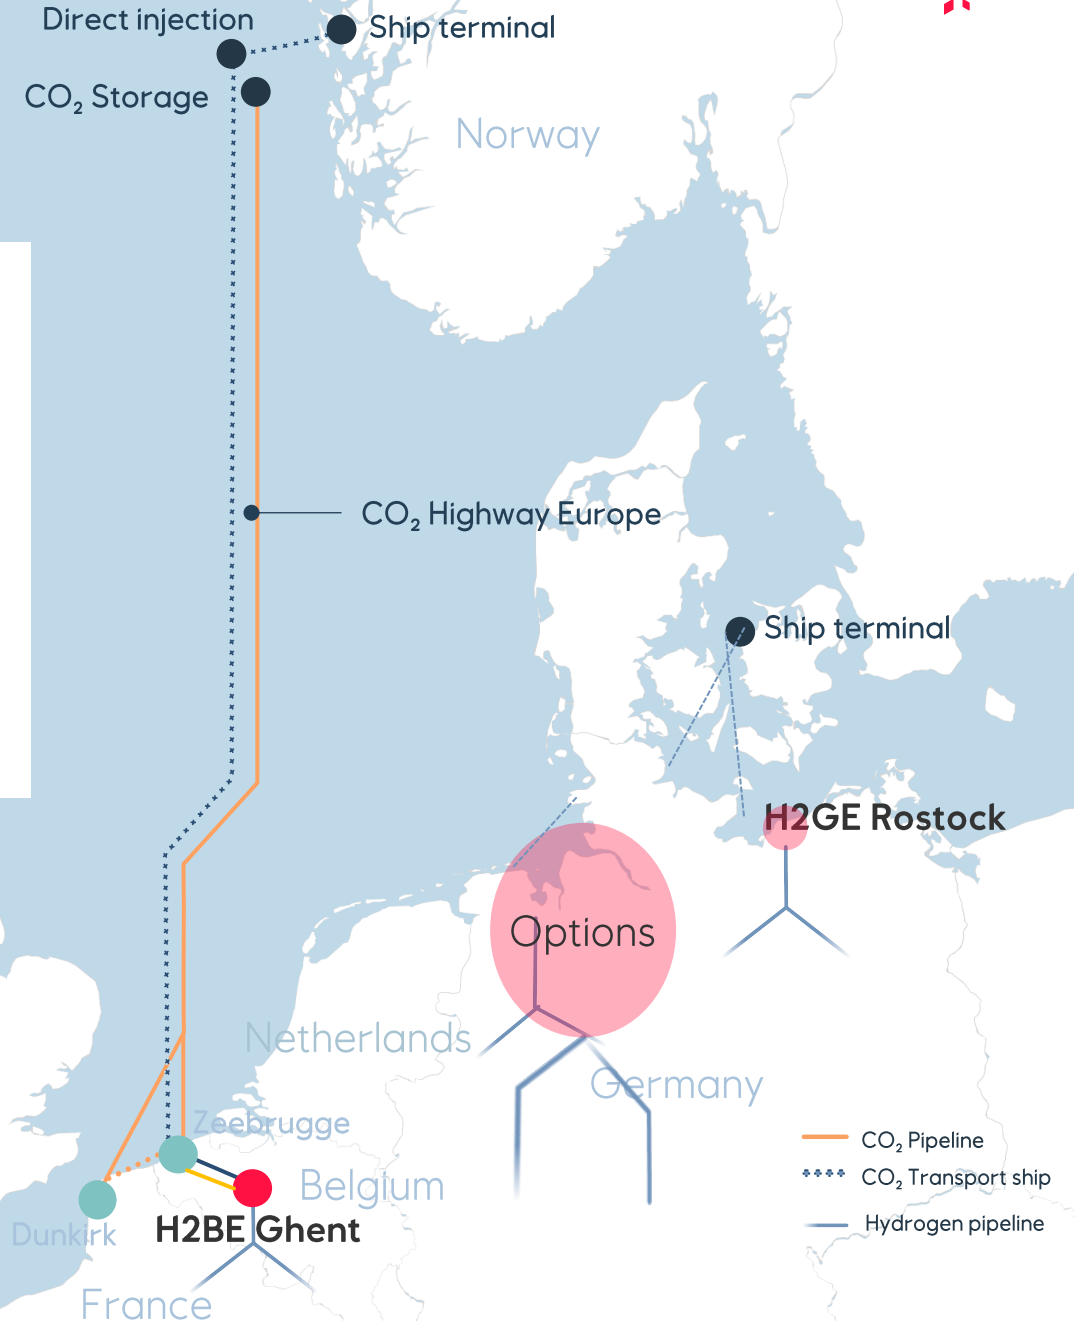 Direct injection
Ship terminal
CO₂ Storage
Norway
CO₂ Highway Europe
Ship terminal
H2GE Rostock
Options
Netherlands
Germany
Zeebrugge
Belgium
Dunkirk
H2BE Ghent
France
CO₂ Pipeline
CO₂ Transport ship
Hydrogen pipeline